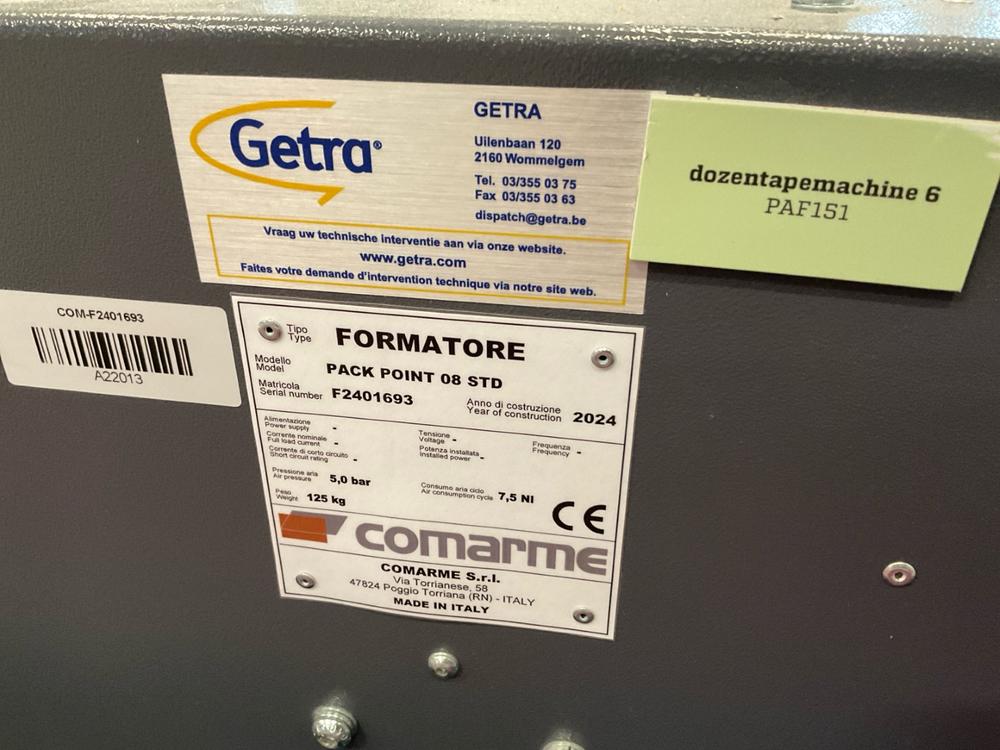 Getra®
GETRA
Uilenbaan 120
2160 Wommelgem
Tel. 03/355 03 75
Fax 03/355 03 63
dispatch@getra.be
Vraag uw technische interventie aan via onze website.
www.getra.com
Faites votre demande d'intervention technique via notre site web.
dozentapemachine 6
PAF151
COM-F2401693
A22013
Tipo
Type
FORMATORE
Modello
Model
PACK POINT 08 STD
Matricola
Serial number
F2401693
Anno di costruzione
Year of construction
2024
Alimentazione
Power supply -
Tensione
Voltage -
Frequenza
Frequency -
Corrente nominale
Full load current -
Potenza installata
Installed power -
Corrente di corto circuito
Short circuit rating -
Pressione aria
Air pressure
5,0 bar
Consumo aria ciclo
Air consumption cycle
7,5 Nl
Peso
Weight
125 kg
CE
comarme
COMARME S.r.l.
Via Torrianese, 58
47824 Poggio Torriana (RN) - ITALY
MADE IN ITALY